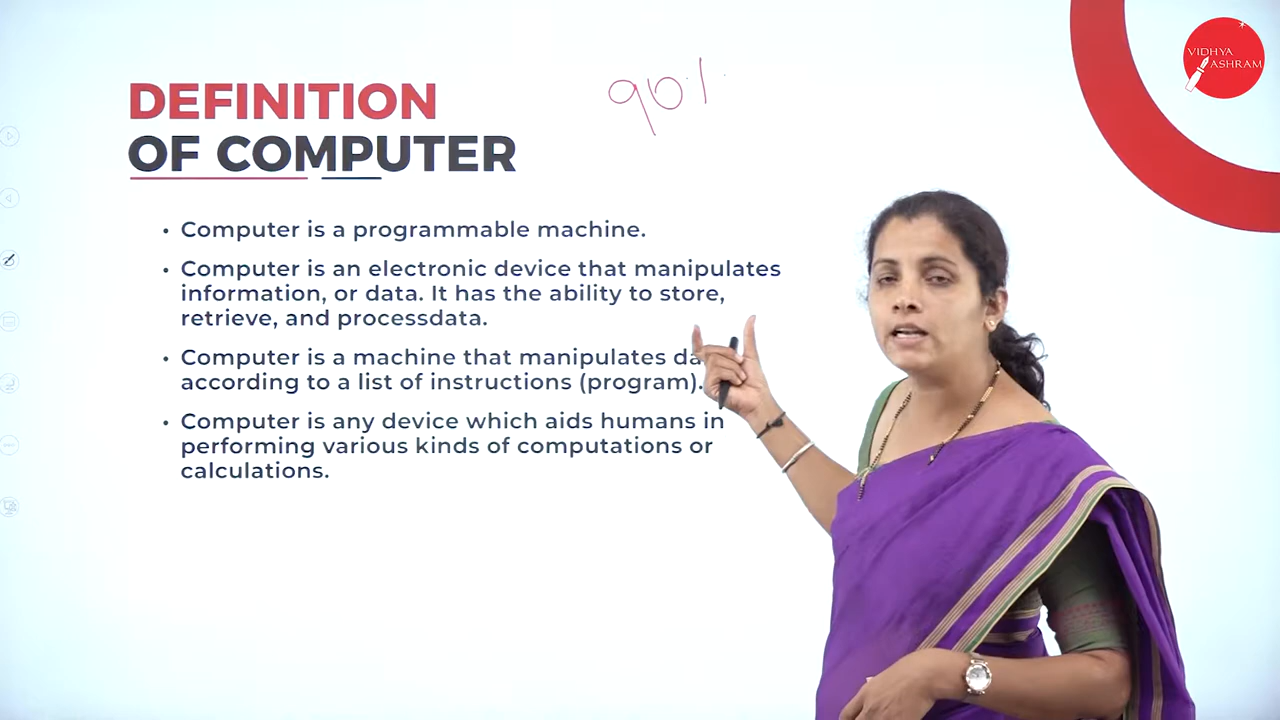 VIDHYA
ASHRAM
DEFINITION
90%
OF COMPUTER
• Computer is a programmable machine.
• Computer is an electronic device that manipulates
information, or data. It has the ability to store,
retrieve, and processdata.
• Computer is a machine that manipulates da
according to a list of instructions (program).
• Computer is any device which aids humans in
performing various kinds of computations or
calculations.